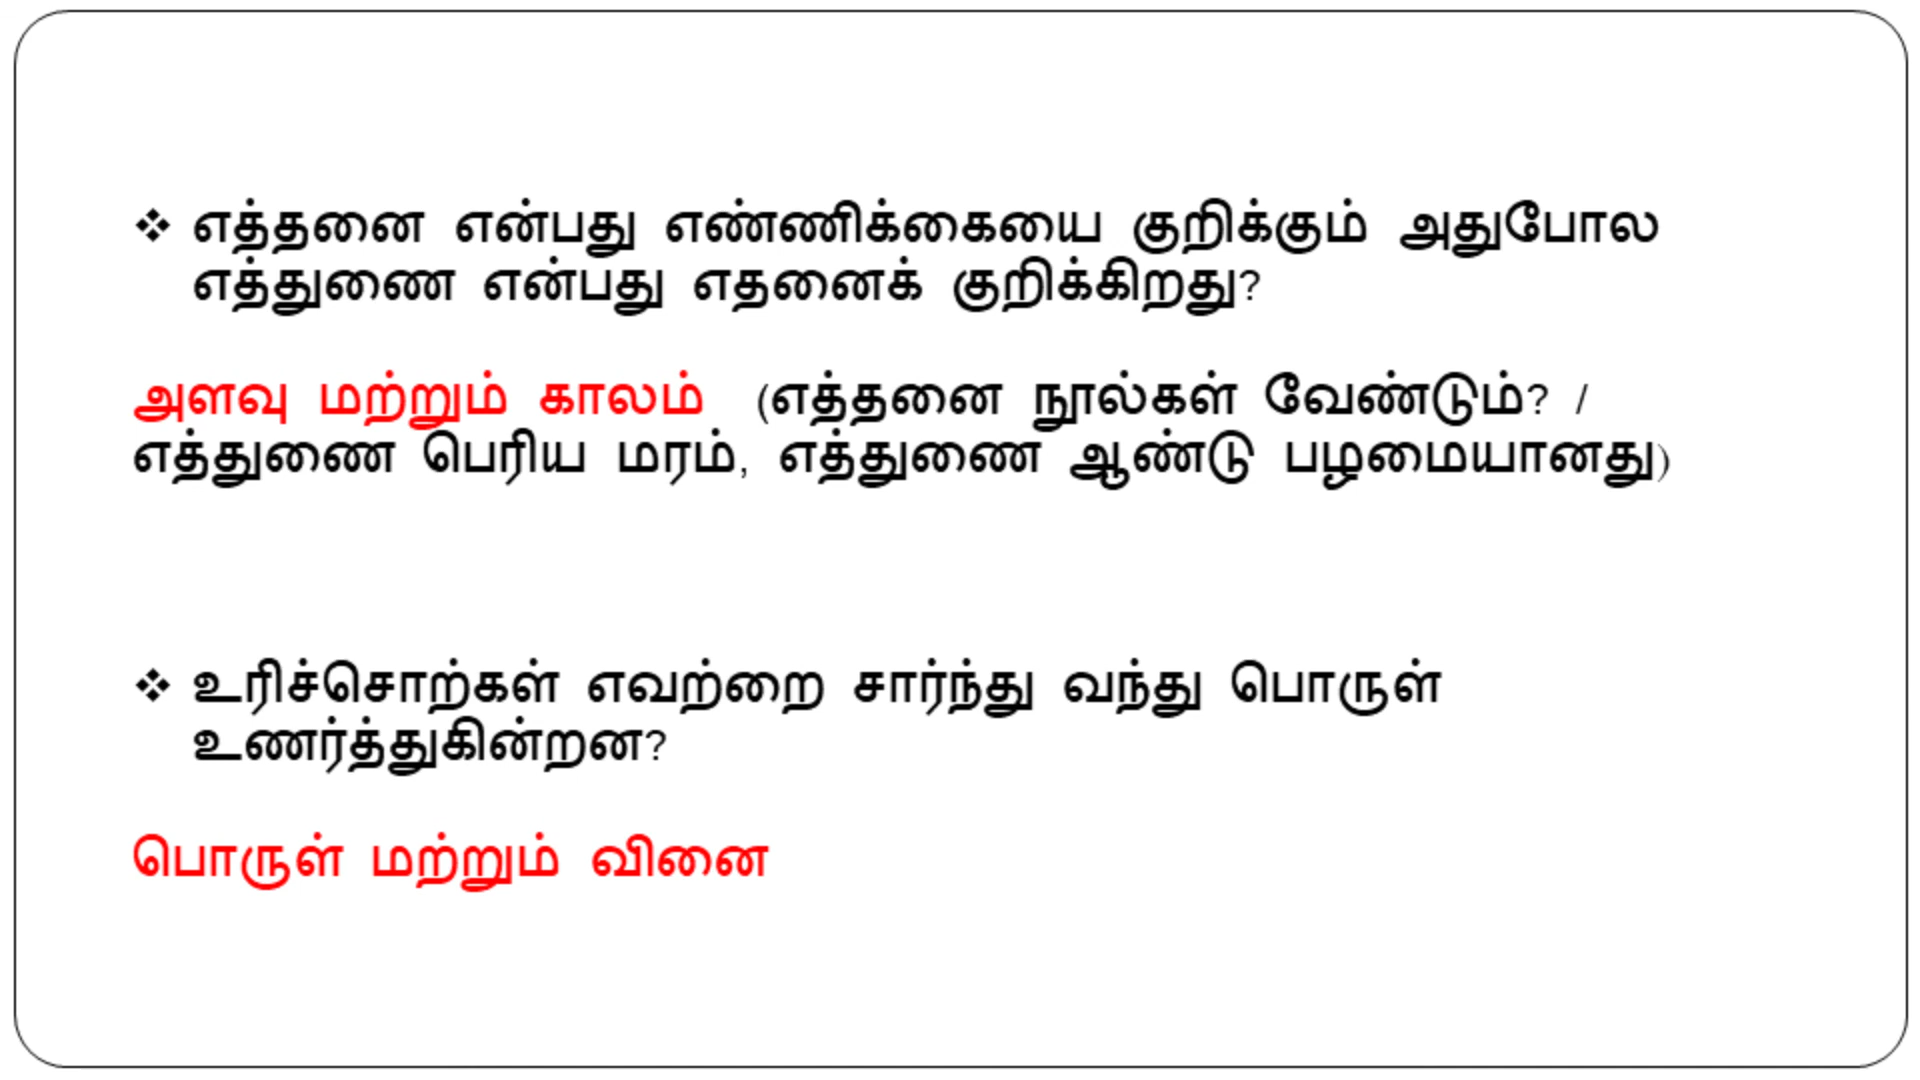 ❖ எத்தனை என்பது எண்ணிக்கையை குறிக்கும் அதுபோல
எத்துணை என்பது எதனைக் குறிக்கிறது?
அளவு மற்றும் காலம் (எத்தனை நூல்கள் வேண்டும்? /
எத்துணை பெரிய மரம், எத்துணை ஆண்டு பழமையானது)
❖ உரிச்சொற்கள் எவற்றை சார்ந்து வந்து பொருள்
உணர்த்துகின்றன?
பொருள் மற்றும் வினை